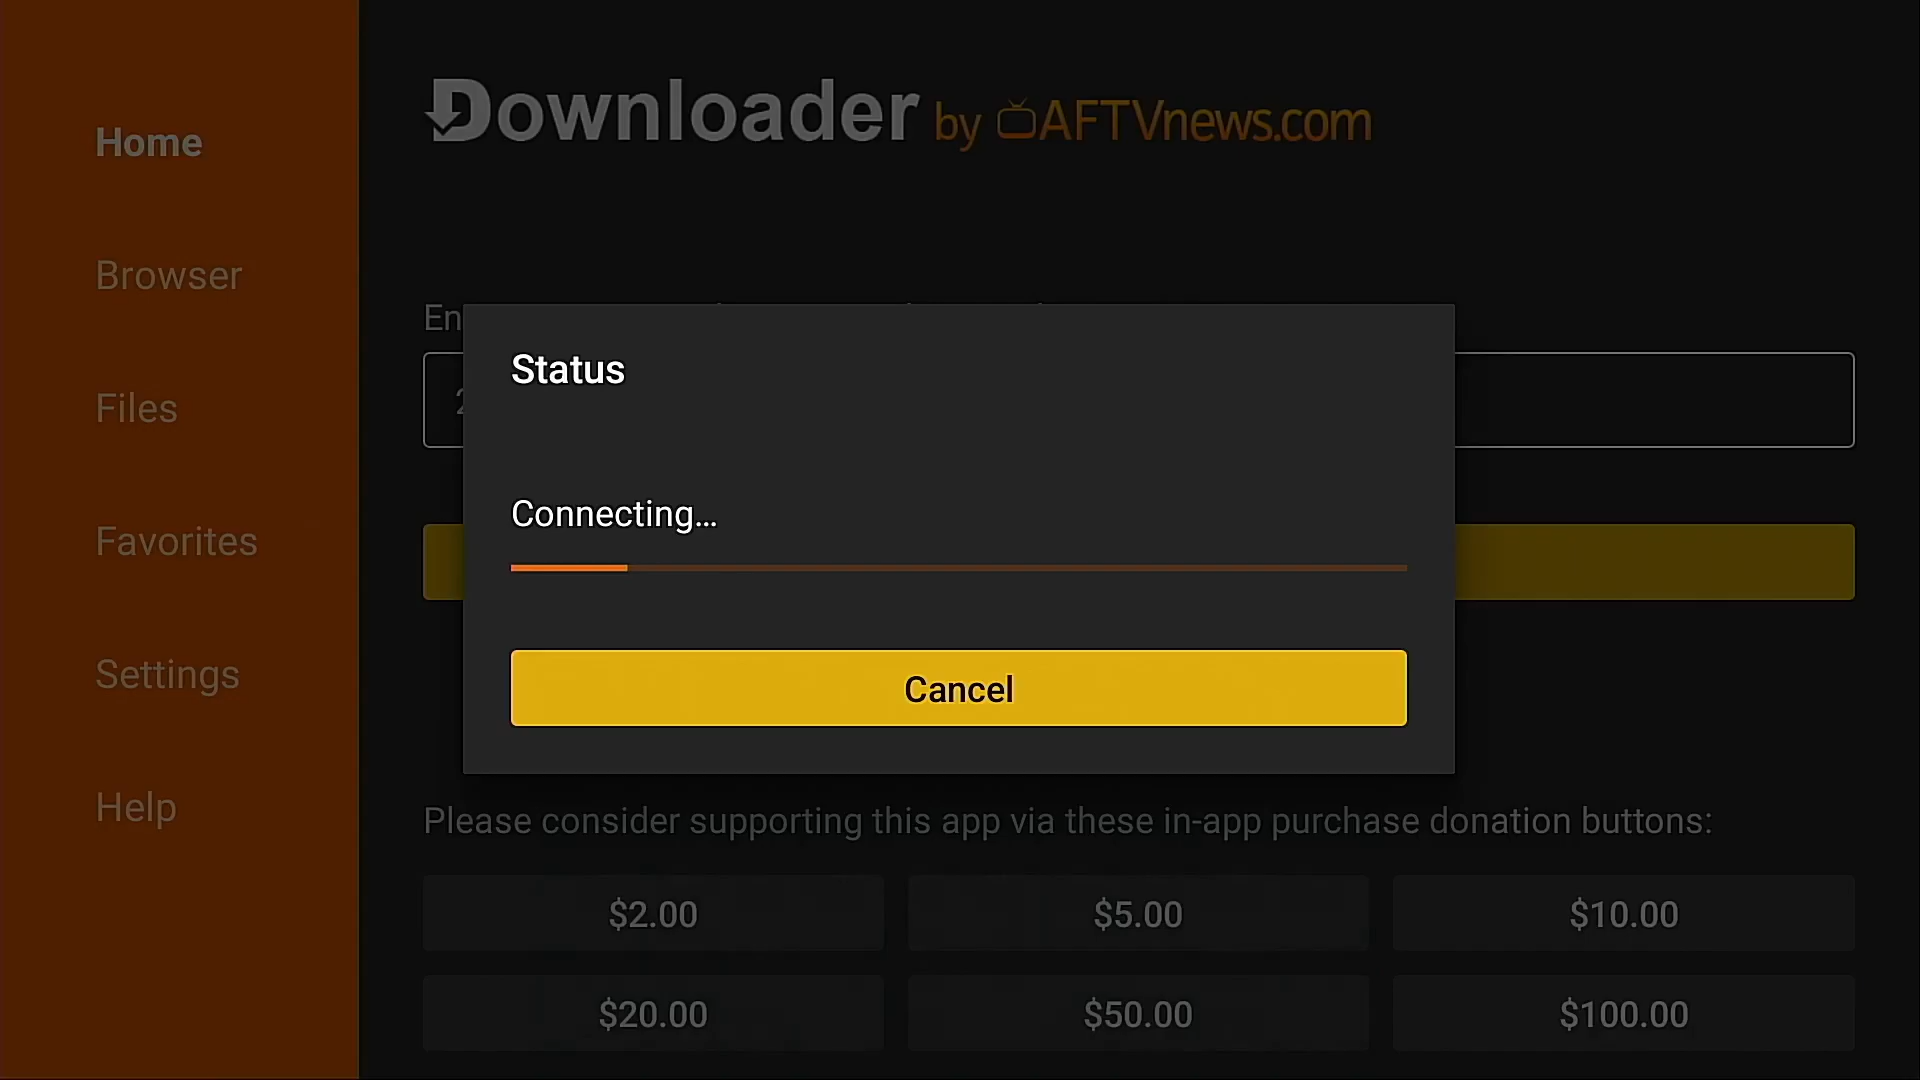 Home
Browser
Files
Favorites
Settings
Help
Downloader by AFTVnews.com
Status
Connecting...
Cancel
Please consider supporting this app via these in-app purchase donation buttons:
$2.00 $5.00 $10.00
$20.00 $50.00 $100.00